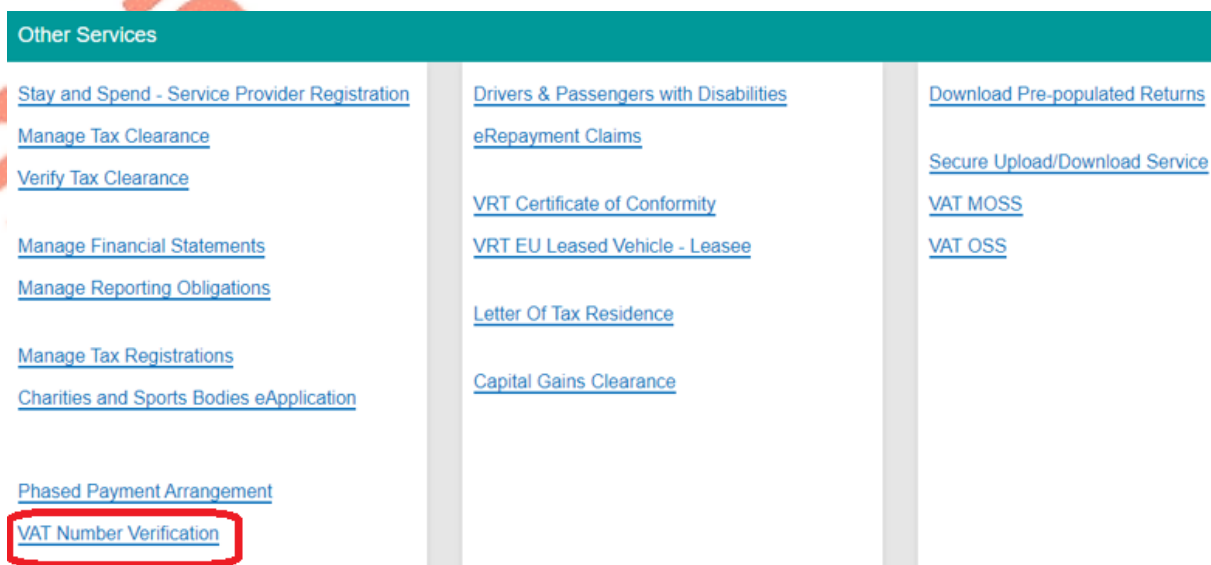 Other Services
Stay and Spend - Service Provider Registration
Manage Tax Clearance
Verify Tax Clearance
Manage Financial Statements
Manage Reporting Obligations
Manage Tax Registrations
Charities and Sports Bodies eApplication
Phased Payment Arrangement
VAT Number Verification
Drivers & Passengers with Disabilities
eRepayment Claims
VRT Certificate of Conformity
VRT EU Leased Vehicle - Leasee
Letter Of Tax Residence
Capital Gains Clearance
Download Pre-populated Returns
Secure Upload/Download Service
VAT MOSS
VAT OSS